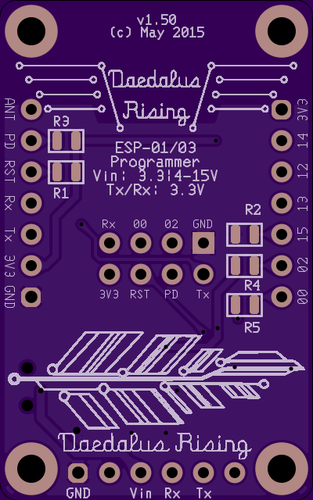 v1.50
(c) May 2015
Daedalus
Rising
ANT
PD
RST
Rx
Tx
3V3
GND
R3
R1
ESP-01/03
Programmer
Vin: 3.3|4-15V
Tx/Rx: 3.3V
3V3
14
12
13
15
02
00
R2
R4
R5
Rx 00 02 GND
3V3 RST PD Tx
Daedalus Rising
GND Vin Rx Tx